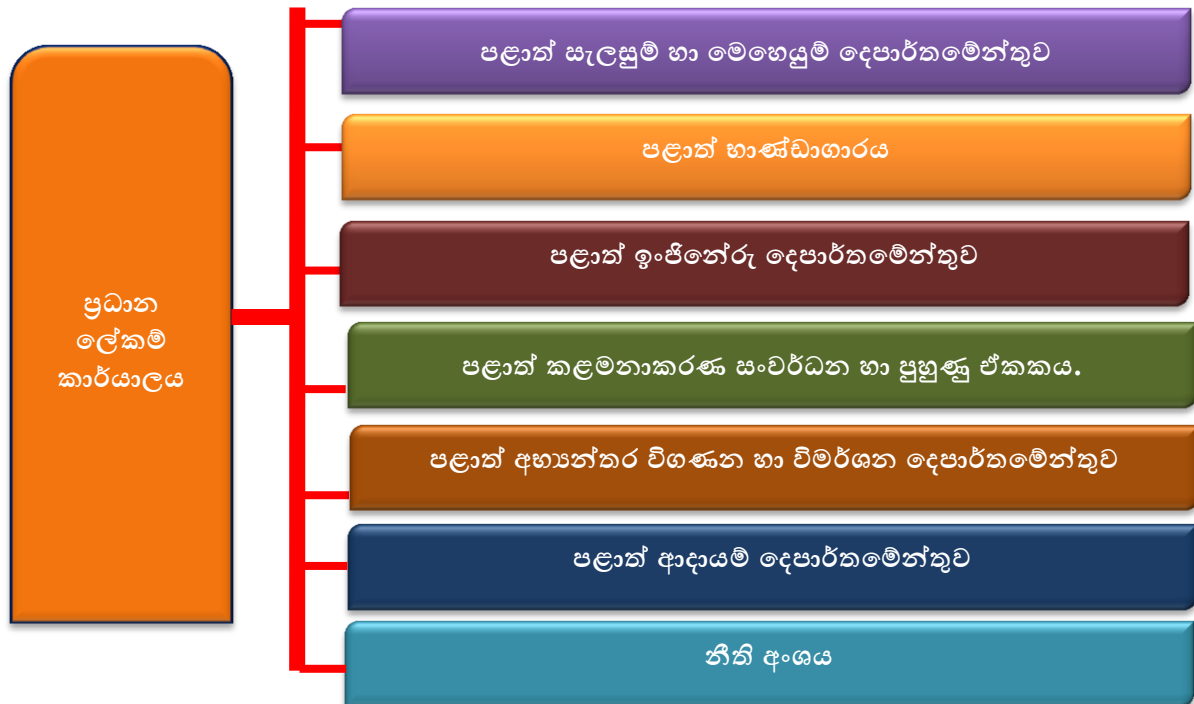 ප්‍රධාන
ලේකම්
කාර්යාලය
පළාත් සැලසුම් හා මෙහෙයුම් දෙපාර්තමේන්තුව
පළාත් භාණ්ඩාගාරය
පළාත් ඉංජිනේරු දෙපාර්තමේන්තුව
පළාත් කළමනාකරණ සංවර්ධන හා පුහුණු ඒකකය.
පළාත් අභ්‍යන්තර විගණන හා විමර්ශන දෙපාර්තමේන්තුව
පළාත් ආදායම් දෙපාර්තමේන්තුව
නීති අංශය